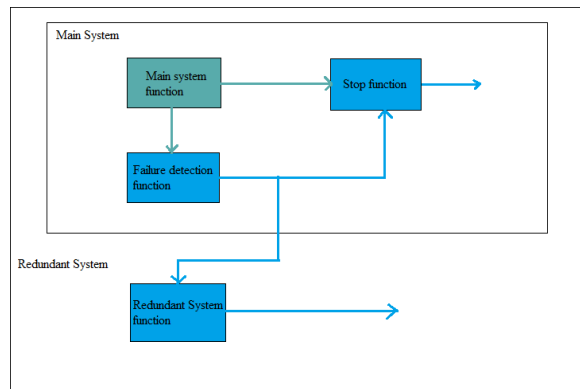 Main System
Main system
function
Stop function
Failure detection
function
Redundant System
Redundant System
function